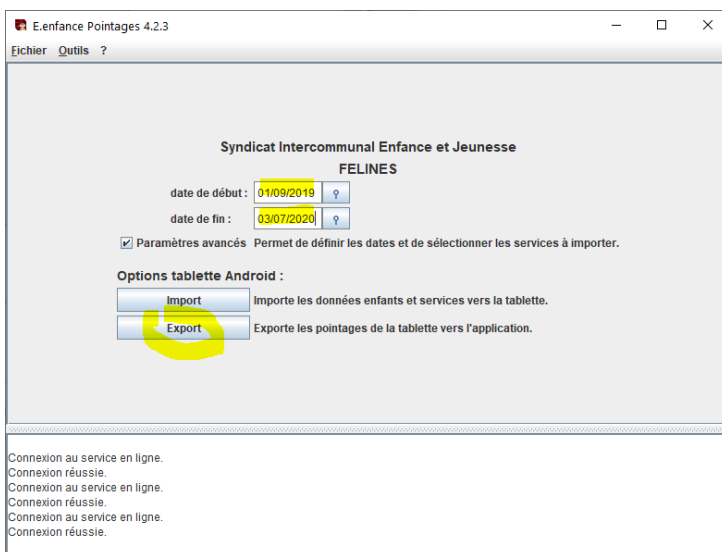 E.enfance Pointages 4.2.3
Fichier Outils ?
Syndicat Intercommunal Enfance et Jeunesse
FELINES
date de début : 01/09/2019
date de fin : 03/07/2020
Paramètres avancés Permet de définir les dates et de sélectionner les services à importer.
Options tablette Android :
Import Importe les données enfants et services vers la tablette.
Export Exporte les pointages de la tablette vers l'application.
Connexion au service en ligne.
Connexion réussie.
Connexion au service en ligne.
Connexion réussie.
Connexion au service en ligne.
Connexion réussie.